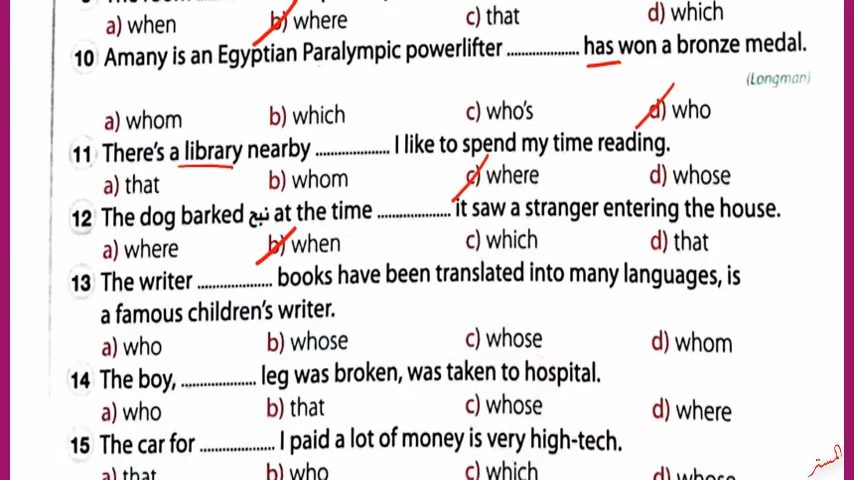 a) when b) where c) that d) which
10 Amany is an Egyptian Paralympic powerlifter .................. has won a bronze medal.
(Longman)
a) whom b) which c) who's d) who
11 There's a library nearby .................. I like to spend my time reading.
a) that b) whom c) where d) whose
12 The dog barked نبح at the time .................. it saw a stranger entering the house.
a) where b) when c) which d) that
13 The writer .................. books have been translated into many languages, is
a famous children's writer.
a) who b) whose c) whose d) whom
14 The boy, .................. leg was broken, was taken to hospital.
a) who b) that c) whose d) where
15 The car for .................. I paid a lot of money is very high-tech.
a) that b) who c) which d) whose
المستر